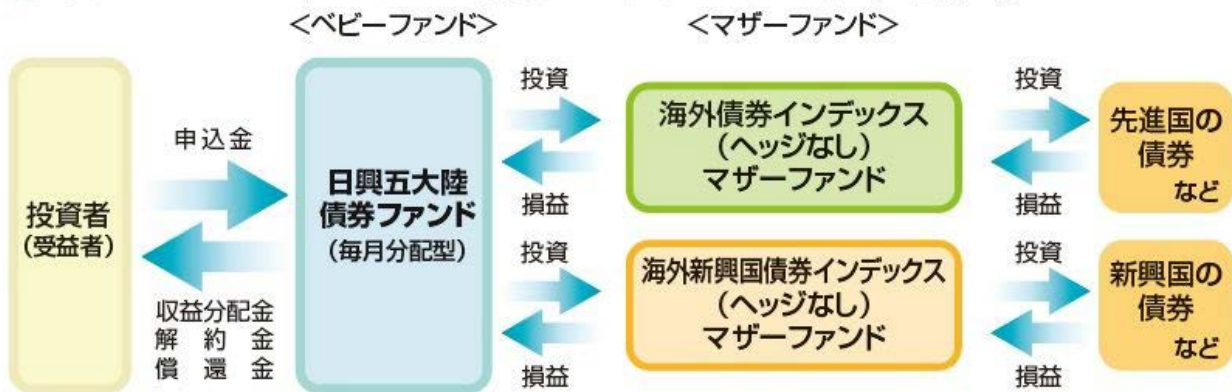 <ベビーファンド>
<マザーファンド>
投資者
(受益者)
申込金
収益分配金
解約金
償還金
日興五大陸
債券ファンド
(毎月分配型)
投資
損益
海外債券インデックス
(ヘッジなし)
マザーファンド
投資
損益
先進国の
債券
など
投資
損益
海外新興国債券インデックス
(ヘッジなし)
マザーファンド
投資
損益
新興国の
債券
など